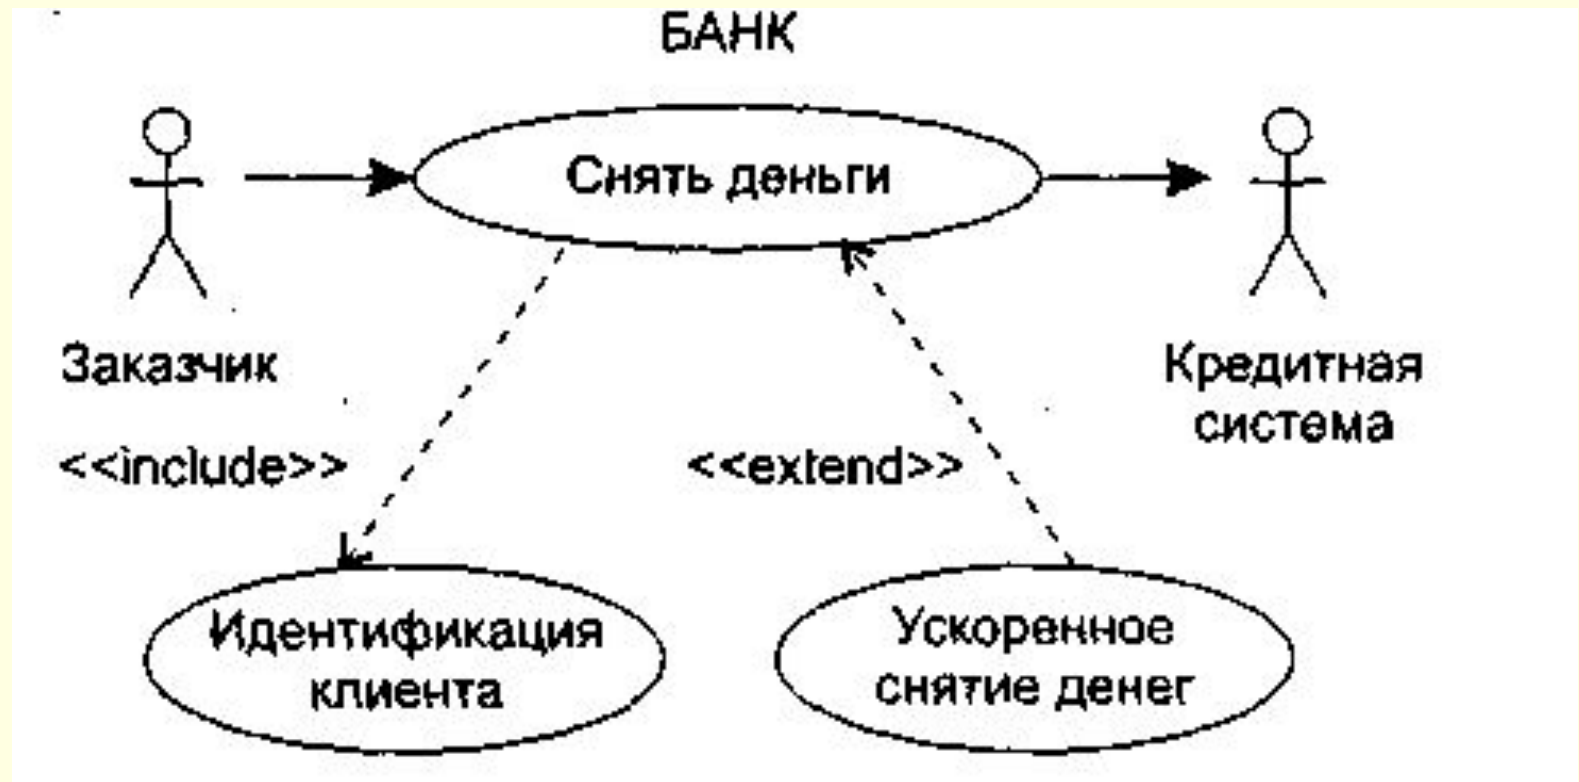 БАНК
Снять деньги
Заказчик
Кредитная
система
<<include>>
<<extend>>
Идентификация
клиента
Ускоренное
снятие денег